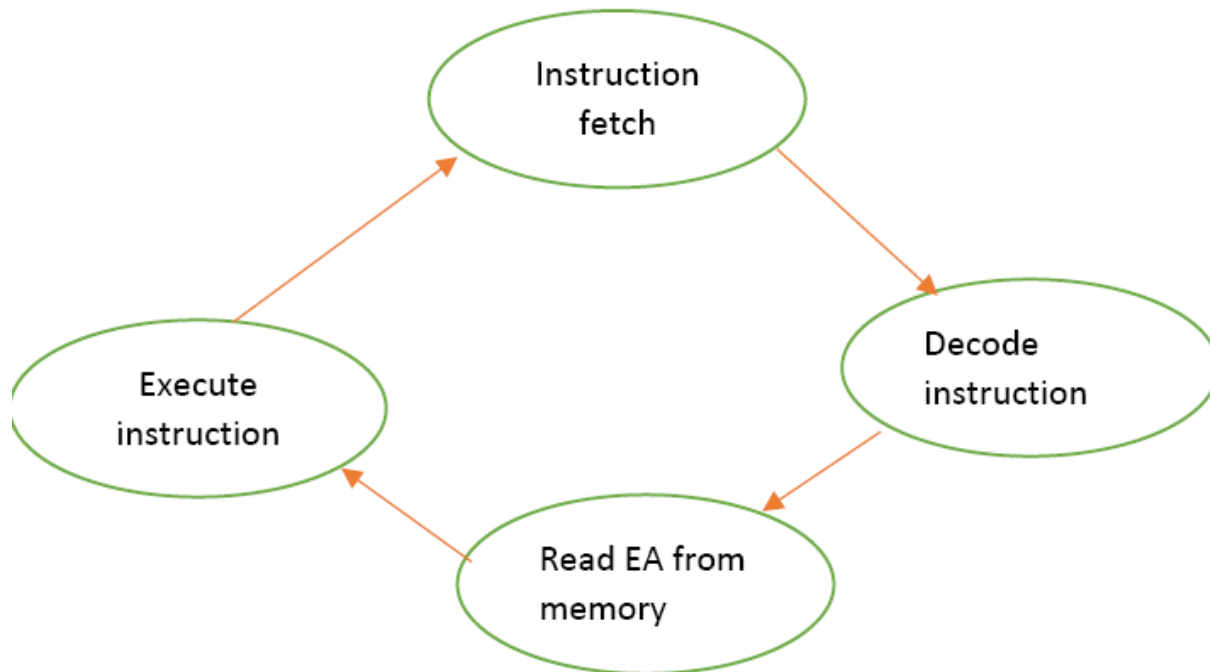 Instruction
fetch
Decode
instruction
Read EA from
memory
Execute
instruction